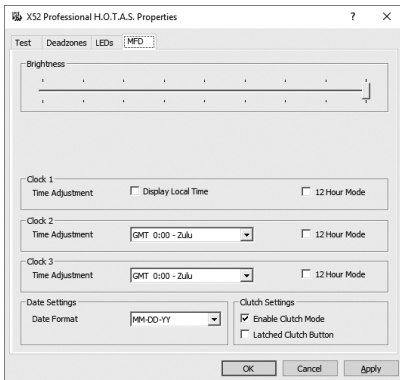 X52 Professional H.O.T.A.S. Properties
Test Deadzones LEDs MFD
Brightness
Clock 1
Time Adjustment Display Local Time 12 Hour Mode
Clock 2
Time Adjustment GMT 0:00 - Zulu 12 Hour Mode
Clock 3
Time Adjustment GMT 0:00 - Zulu 12 Hour Mode
Date Settings
Date Format MM-DD-YY
Clutch Settings
Enable Clutch Mode
Latched Clutch Button
OK Cancel Apply